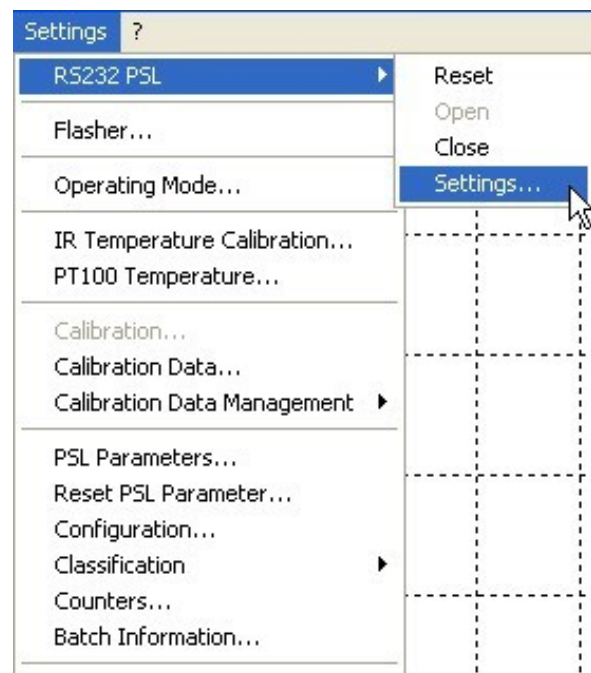 Settings ?
RS232 PSL
Flasher...
Operating Mode...
IR Temperature Calibration...
PT100 Temperature...
Calibration...
Calibration Data...
Calibration Data Management
PSL Parameters...
Reset PSL Parameter...
Configuration...
Classification
Counters...
Batch Information...
Reset
Open
Close
Settings...